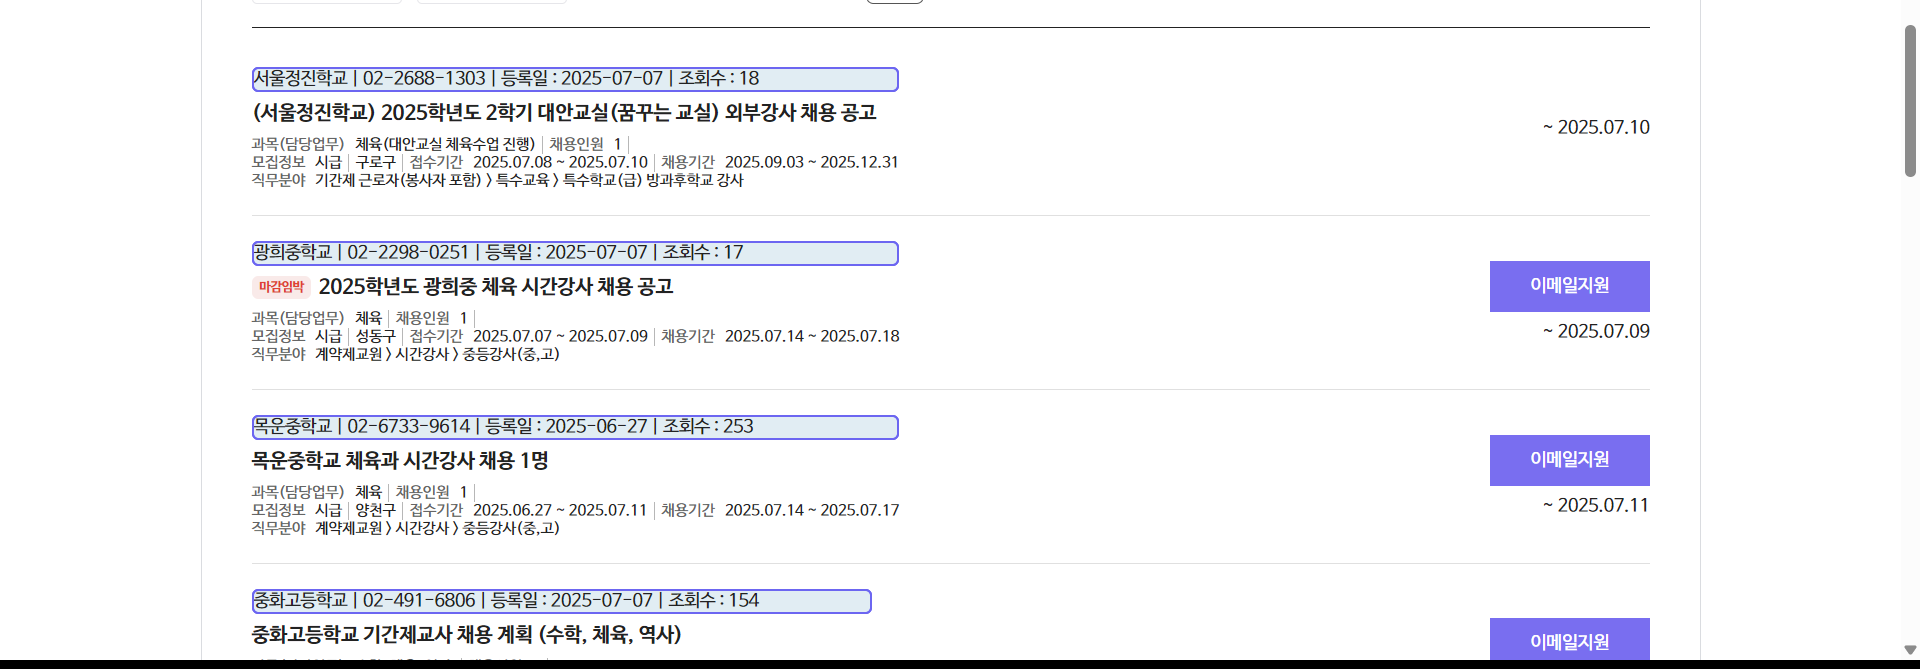 서울정진학교 | 02-2688-1303 | 등록일 : 2025-07-07 | 조회수 : 18
(서울정진학교) 2025학년도 2학기 대안교실(꿈꾸는 교실) 외부강사 채용 공고
과목(담당업무) 체육(대안교실 체육수업 진행) | 채용인원 1 |
모집정보 시급 | 구로구 | 접수기간 2025.07.08 ~ 2025.07.10 | 채용기간 2025.09.03 ~ 2025.12.31
직무분야 기간제 근로자(봉사자 포함) > 특수교육 > 특수학교(급) 방과후학교 강사
~ 2025.07.10
광희중학교 | 02-2298-0251 | 등록일 : 2025-07-07 | 조회수 : 17
마감임박 2025학년도 광희중 체육 시간강사 채용 공고
과목(담당업무) 체육 | 채용인원 1 |
모집정보 시급 | 성동구 | 접수기간 2025.07.07 ~ 2025.07.09 | 채용기간 2025.07.14 ~ 2025.07.18
직무분야 계약제교원 > 시간강사 > 중등강사(중,고)
이메일지원
~ 2025.07.09
목운중학교 | 02-6733-9614 | 등록일 : 2025-06-27 | 조회수 : 253
목운중학교 체육과 시간강사 채용 1명
과목(담당업무) 체육 | 채용인원 1 |
모집정보 시급 | 양천구 | 접수기간 2025.06.27 ~ 2025.07.11 | 채용기간 2025.07.14 ~ 2025.07.17
직무분야 계약제교원 > 시간강사 > 중등강사(중,고)
이메일지원
~ 2025.07.11
중화고등학교 | 02-491-6806 | 등록일 : 2025-07-07 | 조회수 : 154
중화고등학교 기간제교사 채용 계획 (수학, 체육, 역사)
이메일지원